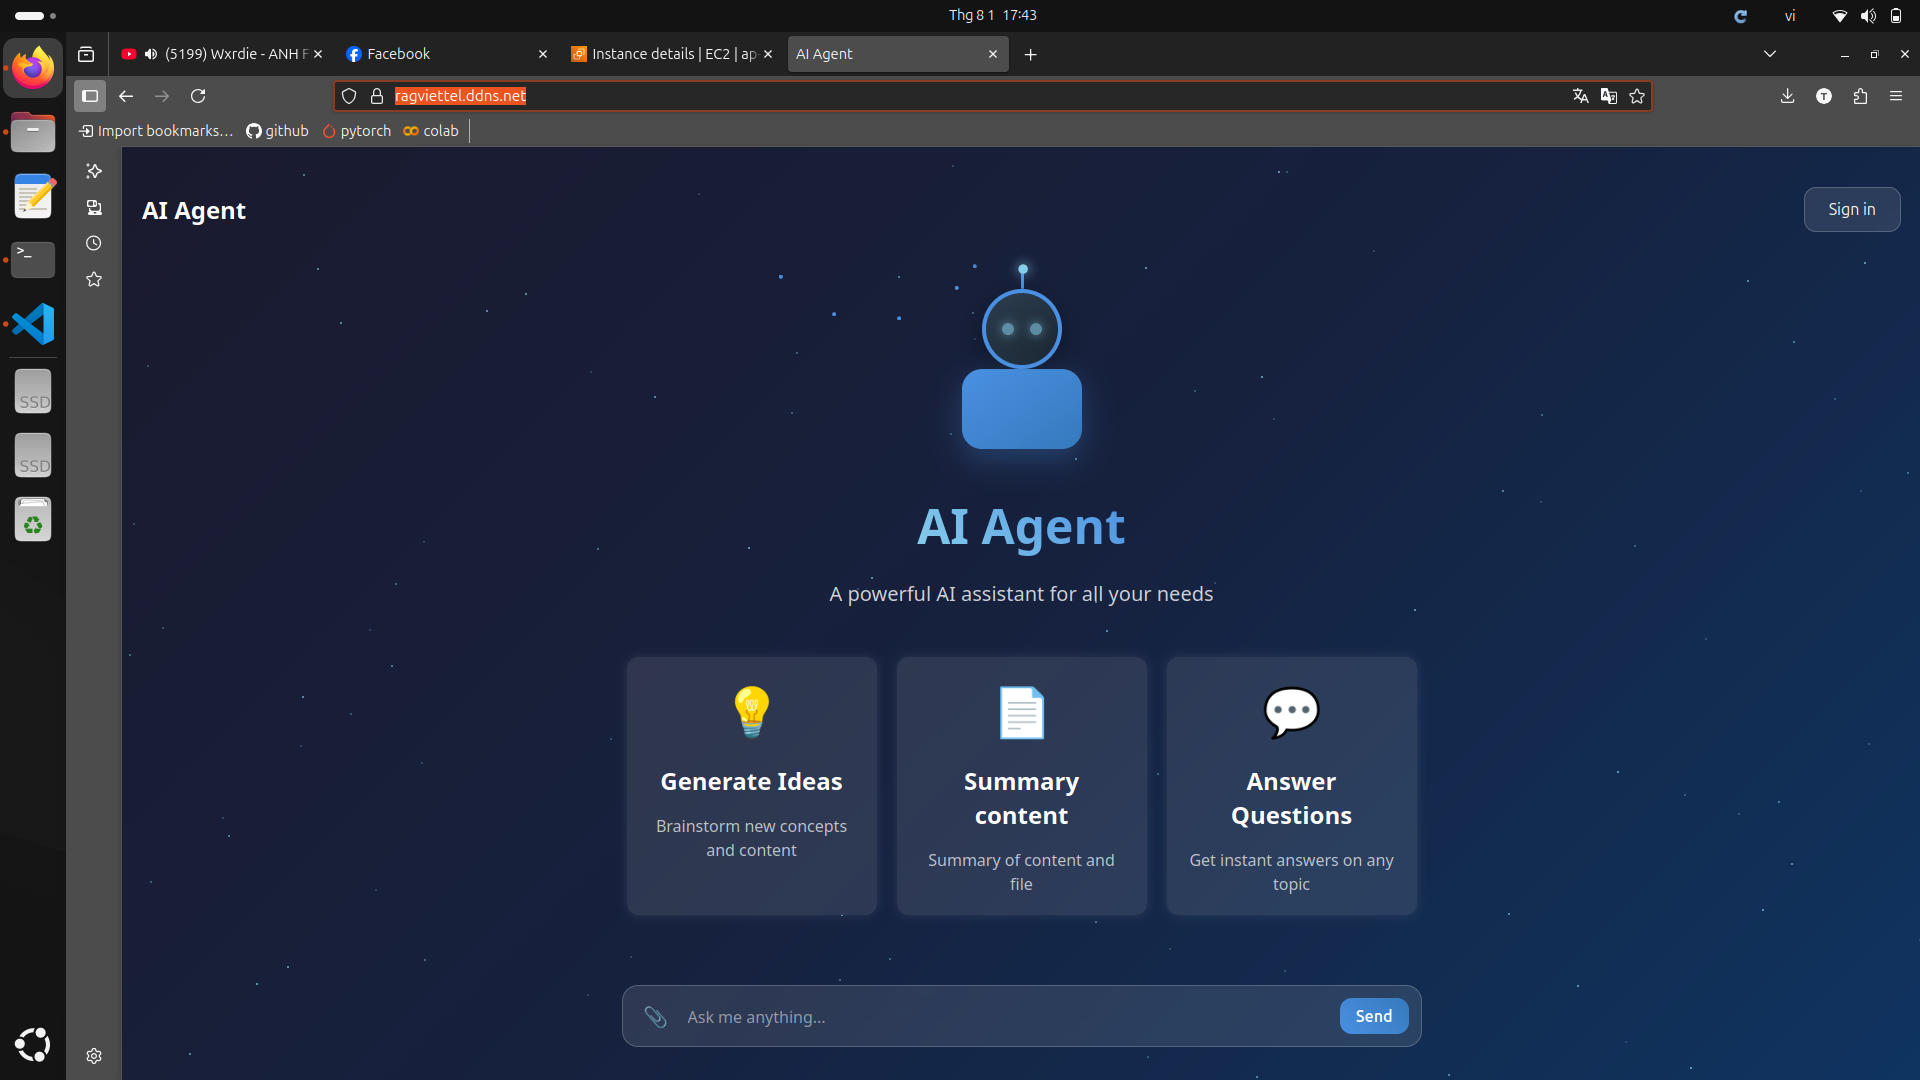 Thg 8 1 17:43
vi
(5199) Wxrdie - ANH F
Facebook
Instance details | EC2 | ap
AI Agent
ragviettel.ddns.net
T
Import bookmarks…
github
pytorch
colab
>_
SSD
SSD
AI Agent
Sign in
AI Agent
A powerful AI assistant for all your needs
Generate Ideas
Brainstorm new concepts
and content
Summary
content
Summary of content and
file
Answer
Questions
Get instant answers on any
topic
Ask me anything...
Send